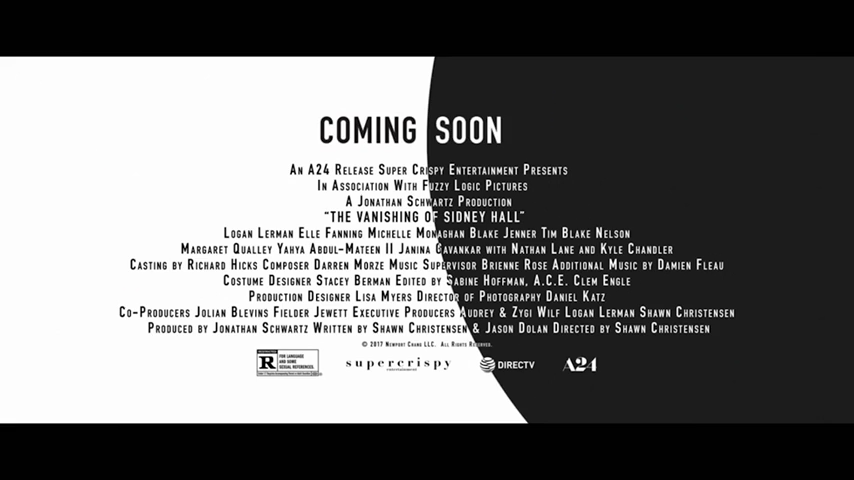 COMING SOON
An A24 Release Super Crispy Entertainment Presents
In Association With Fuzzy Logic Pictures
A Jonathan Schwartz Production
"THE VANISHING OF SIDNEY HALL"
Logan Lerman Elle Fanning Michelle Monaghan Blake Jenner Tim Blake Nelson
Margaret Qualley Yahya Abdul-Mateen II Janina Gavankar with Nathan Lane and Kyle Chandler
Casting by Richard Hicks Composer Darren Morze Music Supervisor Brienne Rose Additional Music by Damien Fleau
Costume Designer Stacey Berman Edited by Sabine Hoffman, A.C.E. Clem Engle
Production Designer Lisa Myers Director of Photography Daniel Katz
Co-Producers Jolian Blevins Fielder Jewett Executive Producers Audrey & Zygi Wilf Logan Lerman Shawn Christensen
Produced by Jonathan Schwartz Written by Shawn Christensen & Jason Dolan Directed by Shawn Christensen
© 2017 Newport Chang LLC. All Rights Reserved.
R FOR LANGUAGE AND SOME SEXUAL REFERENCES.
supercrispy DIRECTV A24